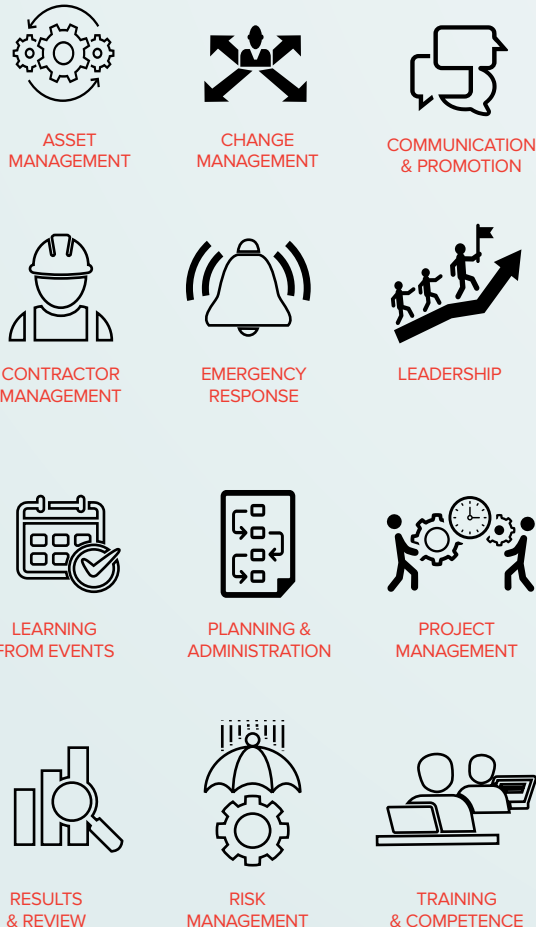 ASSET
MANAGEMENT
CHANGE
MANAGEMENT
COMMUNICATION
& PROMOTION
CONTRACTOR
MANAGEMENT
EMERGENCY
RESPONSE
LEADERSHIP
LEARNING
FROM EVENTS
PLANNING &
ADMINISTRATION
PROJECT
MANAGEMENT
RESULTS
& REVIEW
RISK
MANAGEMENT
TRAINING
& COMPETENCE